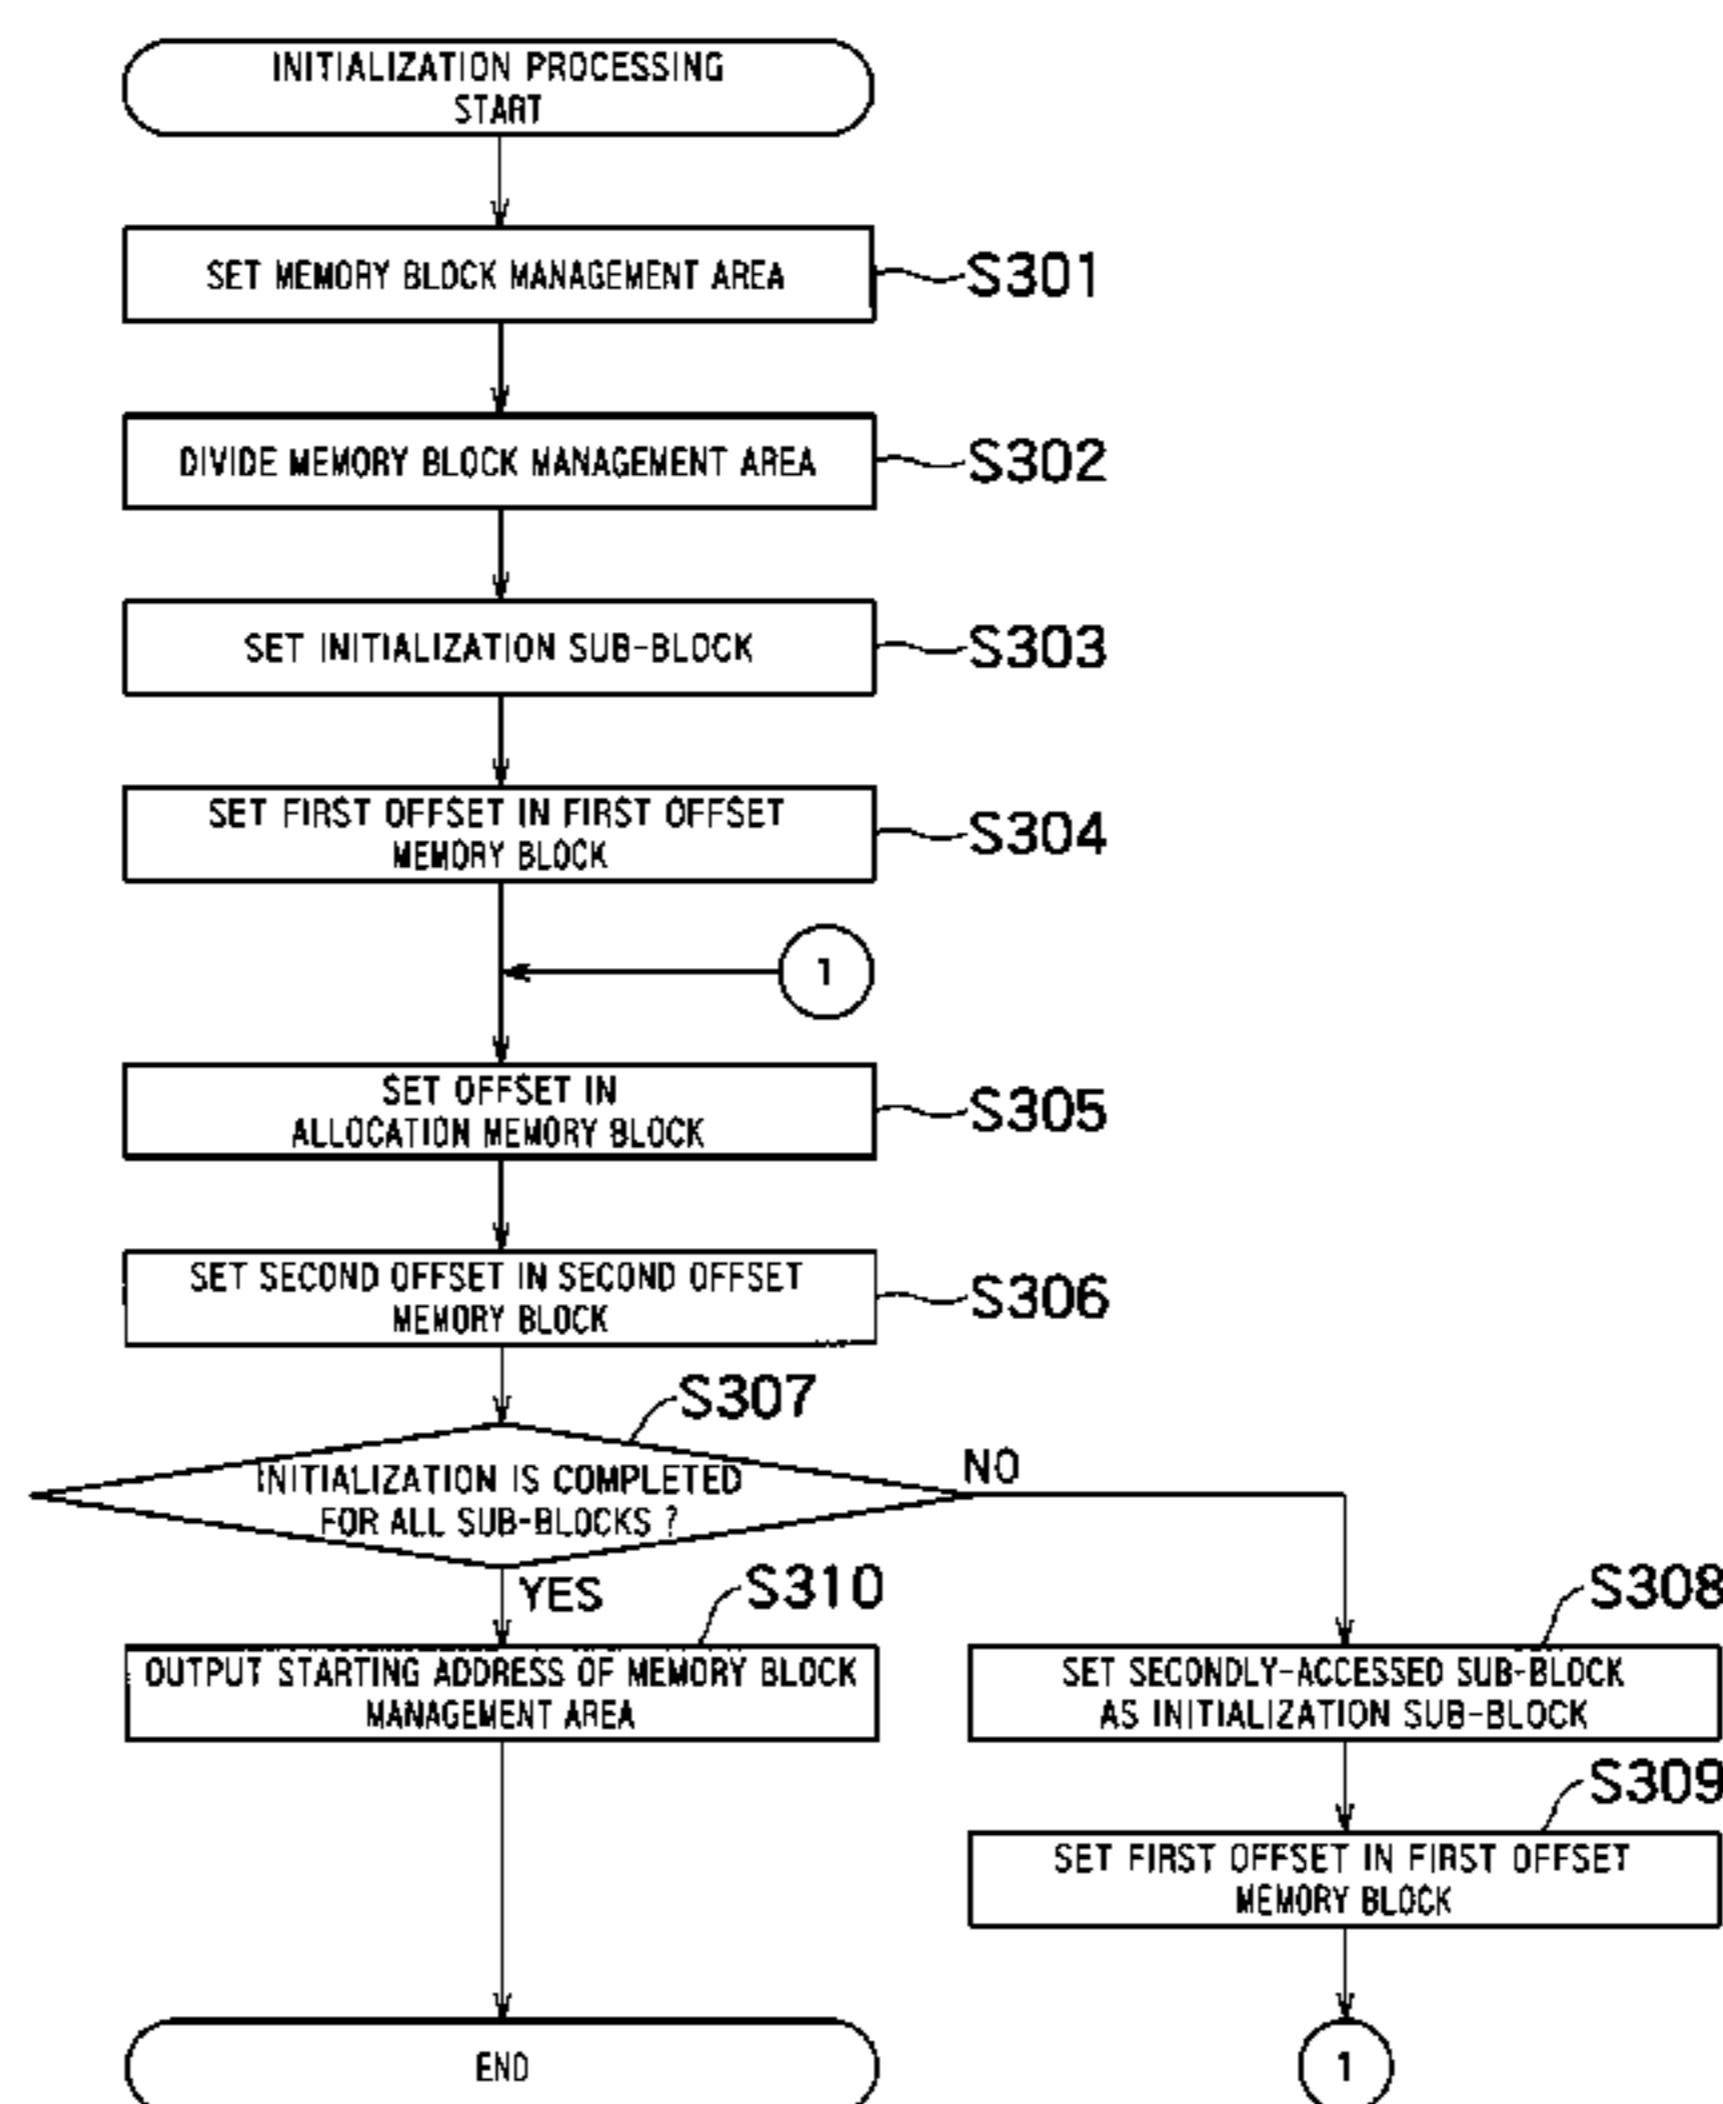 INITIALIZATION PROCESSING
START
SET MEMORY BLOCK MANAGEMENT AREA
S301
DIVIDE MEMORY BLOCK MANAGEMENT AREA
S302
SET INITIALIZATION SUB-BLOCK
S303
SET FIRST OFFSET IN FIRST OFFSET
MEMORY BLOCK
S304
1
SET OFFSET IN
ALLOCATION MEMORY BLOCK
S305
SET SECOND OFFSET IN SECOND OFFSET
MEMORY BLOCK
S306
S307
INITIALIZATION IS COMPLETED
FOR ALL SUB-BLOCKS ?
NO
YES
S310
OUTPUT STARTING ADDRESS OF MEMORY BLOCK
MANAGEMENT AREA
S308
SET SECONDLY-ACCESSED SUB-BLOCK
AS INITIALIZATION SUB-BLOCK
S309
SET FIRST OFFSET IN FIRST OFFSET
MEMORY BLOCK
END
1